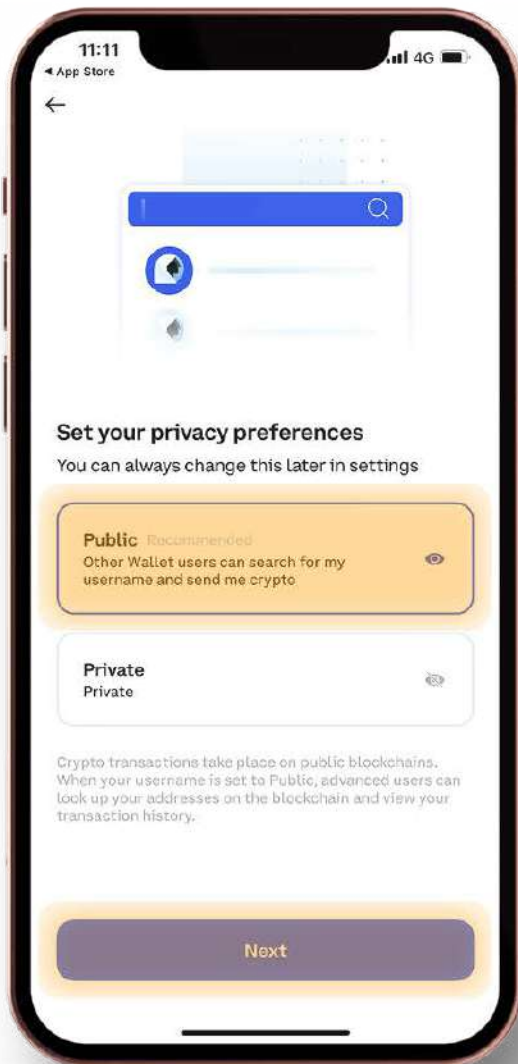 11:11
4G
◄ App Store
Set your privacy preferences
You can always change this later in settings
Public Recommended
Other Wallet users can search for my
username and send me crypto
Private
Private
Crypto transactions take place on public blockchains.
When your username is set to Public, advanced users can
look up your addresses on the blockchain and view your
transaction history.
Next